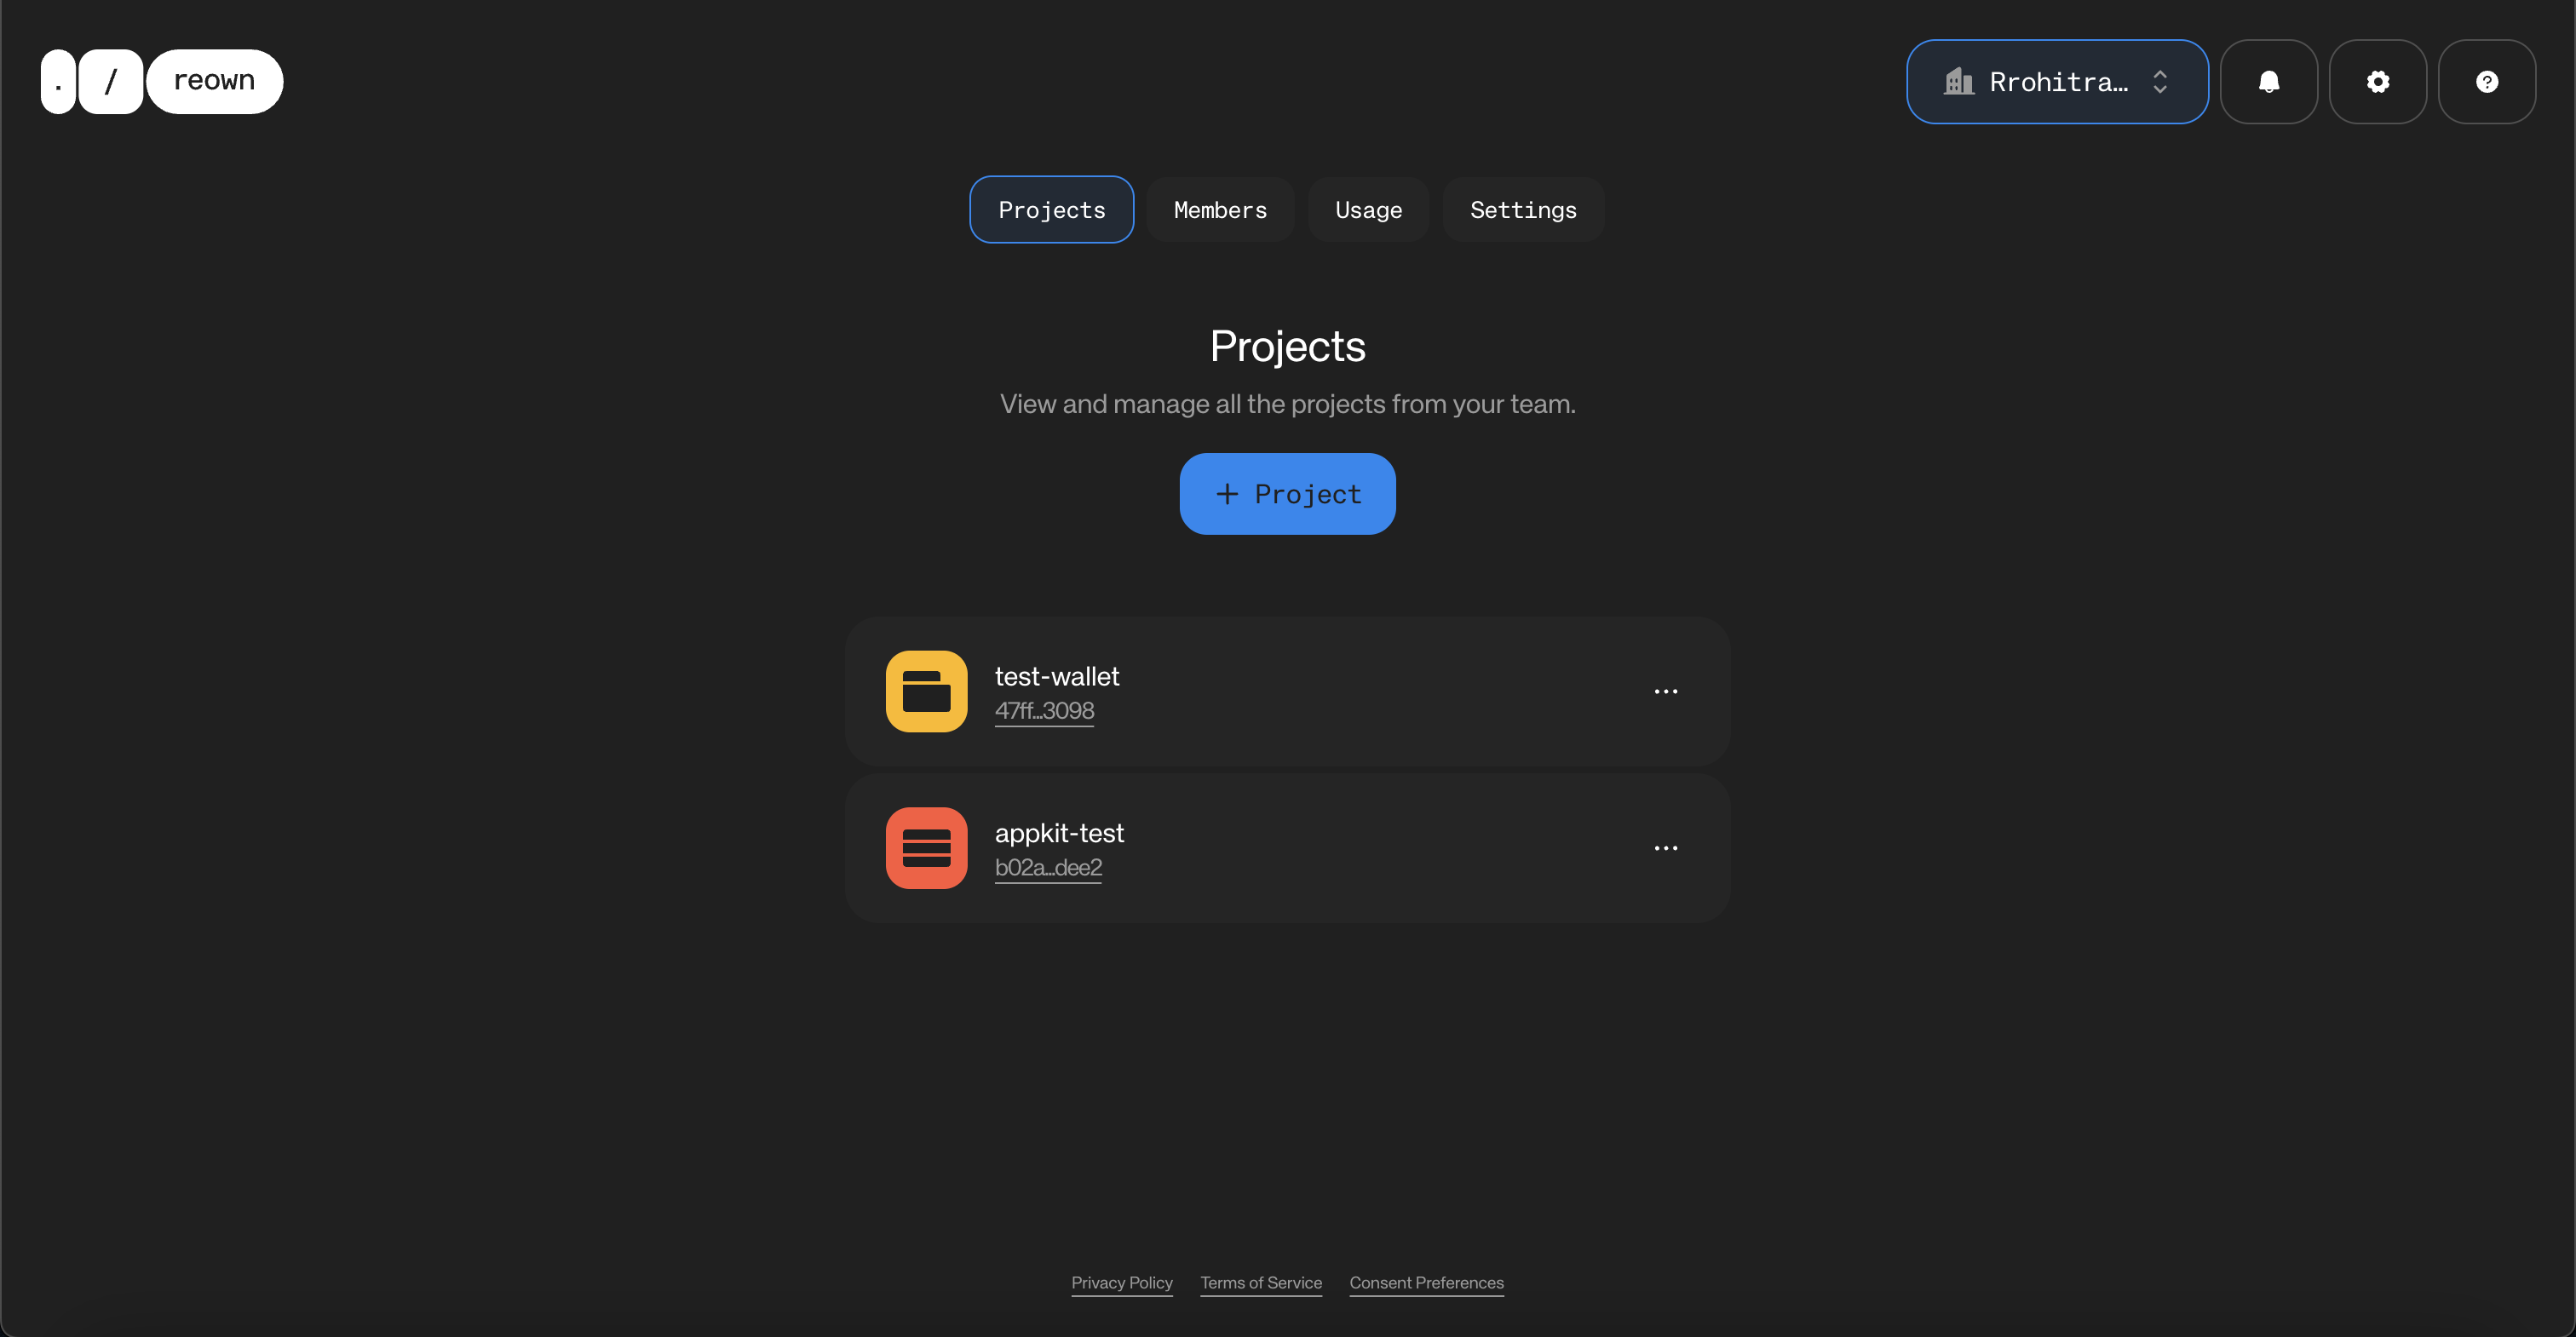 . / reown
Rrohitra...
Projects Members Usage Settings
Projects
View and manage all the projects from your team.
+ Project
test-wallet
47ff...3098
appkit-test
b02a...dee2
Privacy Policy Terms of Service Consent Preferences